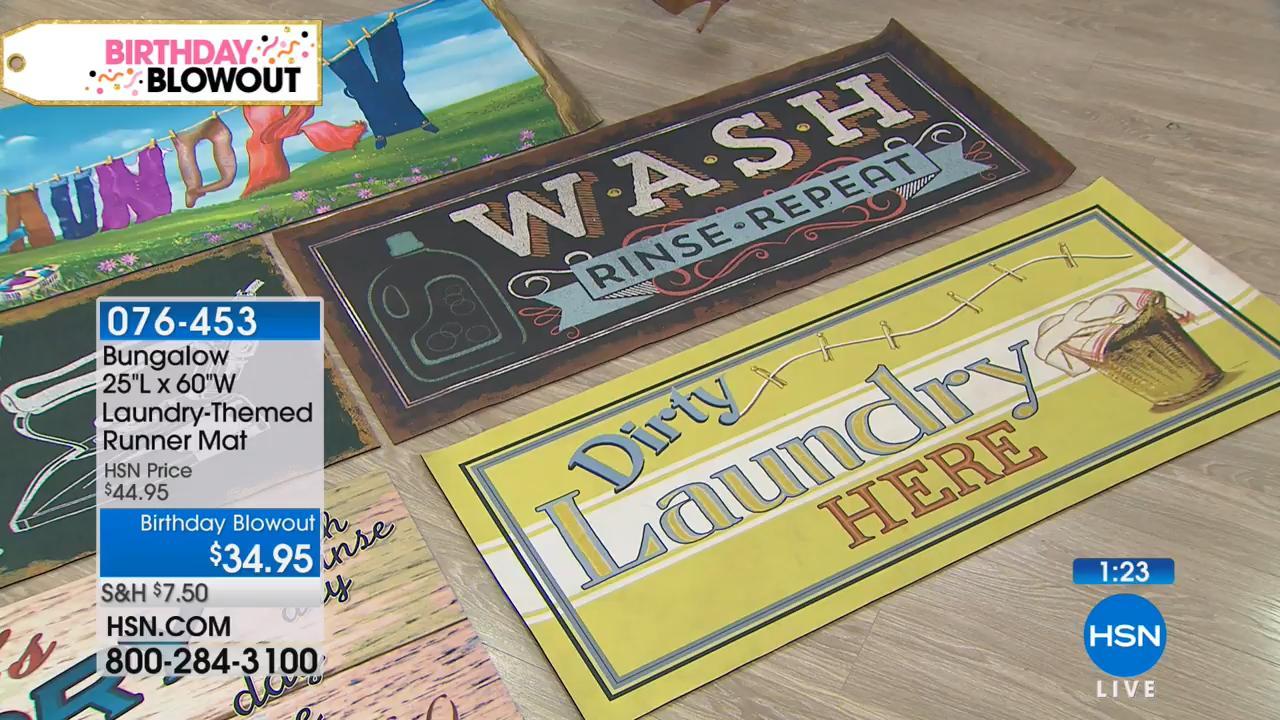 BIRTHDAY
BLOWOUT
AUNDRY
W·A·S·H
RINSE·REPEAT
Dirty
Laundry
HERE
076-453
Bungalow
25"L x 60"W
Laundry-Themed
Runner Mat
HSN Price
$44.95
Birthday Blowout
$34.95
S&H $7.50
HSN.COM
800-284-3100
1:23
HSN
LIVE